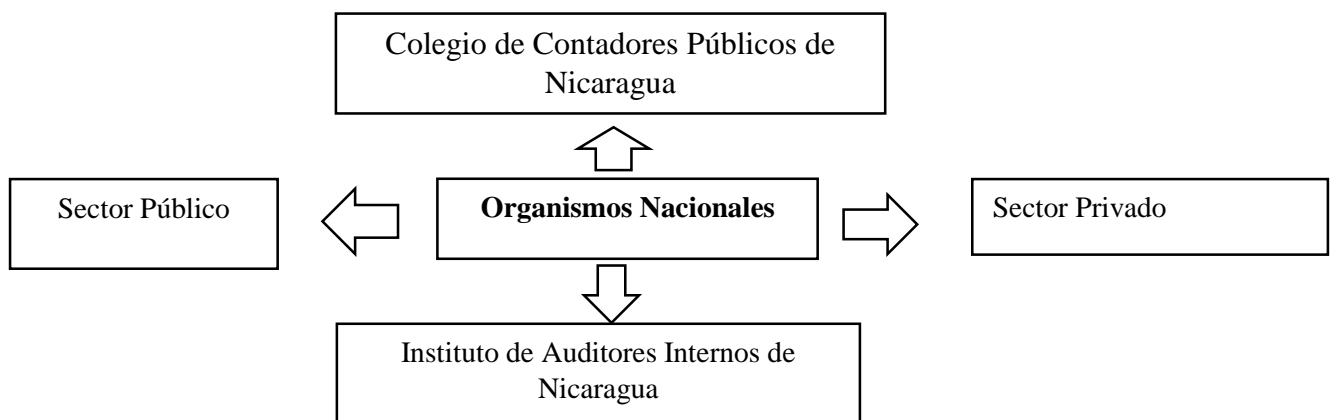 Colegio de Contadores Públicos de
Nicaragua
Sector Público
Organismos Nacionales
Sector Privado
Instituto de Auditores Internos de
Nicaragua